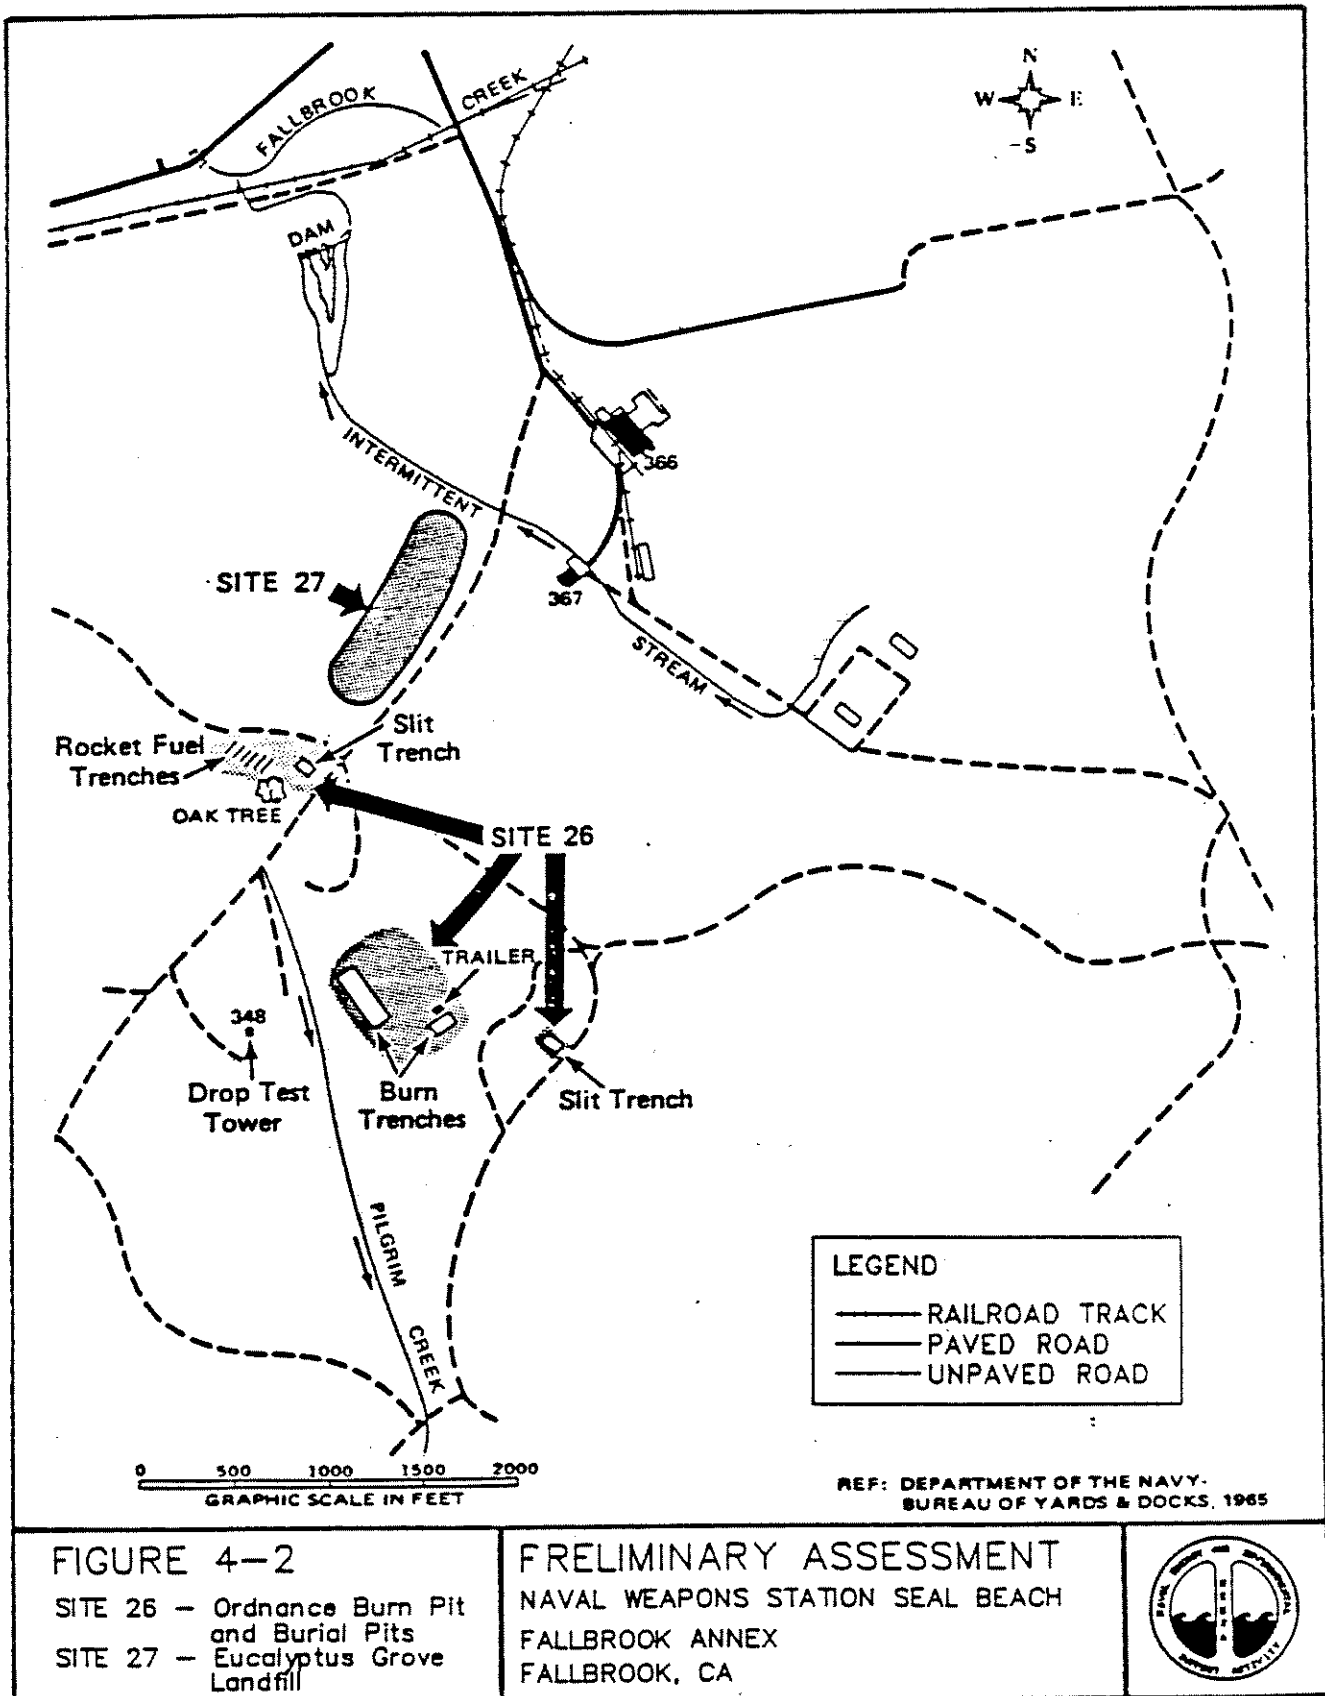 N
W E
S
FALLBROOK CREEK
DAM
INTERMITTENT
366
367
SITE 27
STREAM
Rocket Fuel
Trenches
Slit
Trench
OAK TREE
SITE 26
TRAILER
348
Drop Test
Tower
Burn
Trenches
Slit Trench
PILGRIM
CREEK
LEGEND
RAILROAD TRACK
PAVED ROAD
UNPAVED ROAD
0 500 1000 1500 2000
GRAPHIC SCALE IN FEET
REF: DEPARTMENT OF THE NAVY-
BUREAU OF YARDS & DOCKS, 1965
FIGURE 4-2
SITE 26 - Ordnance Burn Pit
and Burial Pits
SITE 27 - Eucalyptus Grove
Landfill
FRELIMINARY ASSESSMENT
NAVAL WEAPONS STATION SEAL BEACH
FALLBROOK ANNEX
FALLBROOK, CA